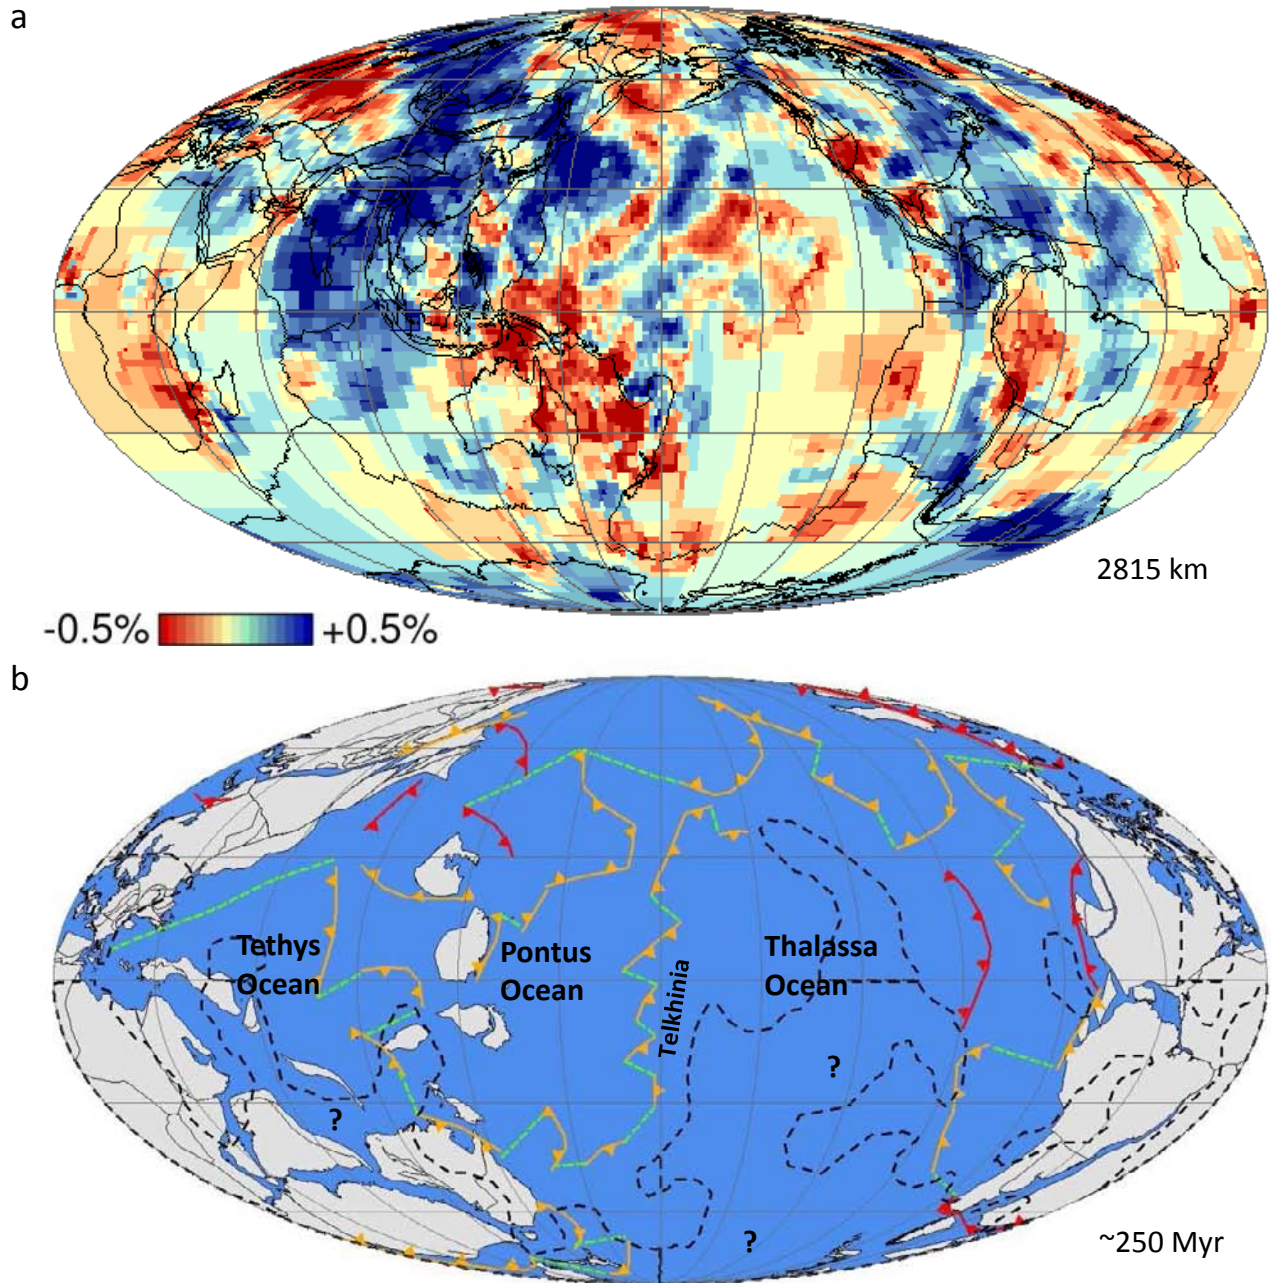 a
2815 km
-0.5% +0.5%
b
Tethys
Ocean
Pontus
Ocean
Telkhinia
Thalassa
Ocean
?
?
?
~250 Myr